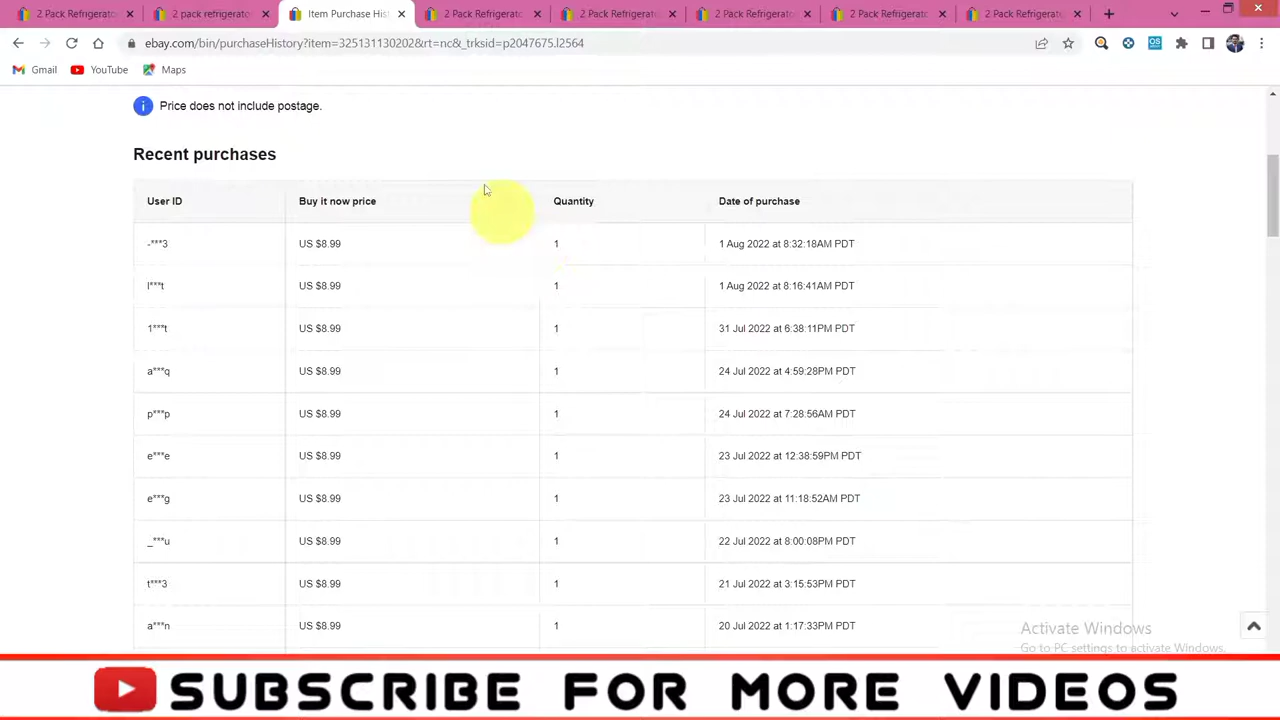 2 Pack Refrigerato 2 pack refrigerato Item Purchase His 2 Pack Refrigerato 2 Pack Refrigerato 2 Pack Refrigerato 2 Pack Refrigerato 2 Pack Refrigerato
ebay.com/bin/purchaseHistory?item=325131130202&rt=nc&_trksid=p2047675.l2564
Gmail YouTube Maps
Price does not include postage.
Recent purchases
User ID Buy it now price Quantity Date of purchase
-***3 US $8.99 1 1 Aug 2022 at 8:32:18AM PDT
l***t US $8.99 1 1 Aug 2022 at 8:16:41AM PDT
1***t US $8.99 1 31 Jul 2022 at 6:38:11PM PDT
a***q US $8.99 1 24 Jul 2022 at 4:59:28PM PDT
p***p US $8.99 1 24 Jul 2022 at 7:28:56AM PDT
e***e US $8.99 1 23 Jul 2022 at 12:38:59PM PDT
e***g US $8.99 1 23 Jul 2022 at 11:18:52AM PDT
_***u US $8.99 1 22 Jul 2022 at 8:00:08PM PDT
t***3 US $8.99 1 21 Jul 2022 at 3:15:53PM PDT
a***n US $8.99 1 20 Jul 2022 at 1:17:33PM PDT
Activate Windows
Go to PC settings to activate Windows.
SUBSCRIBE FOR MORE VIDEOS